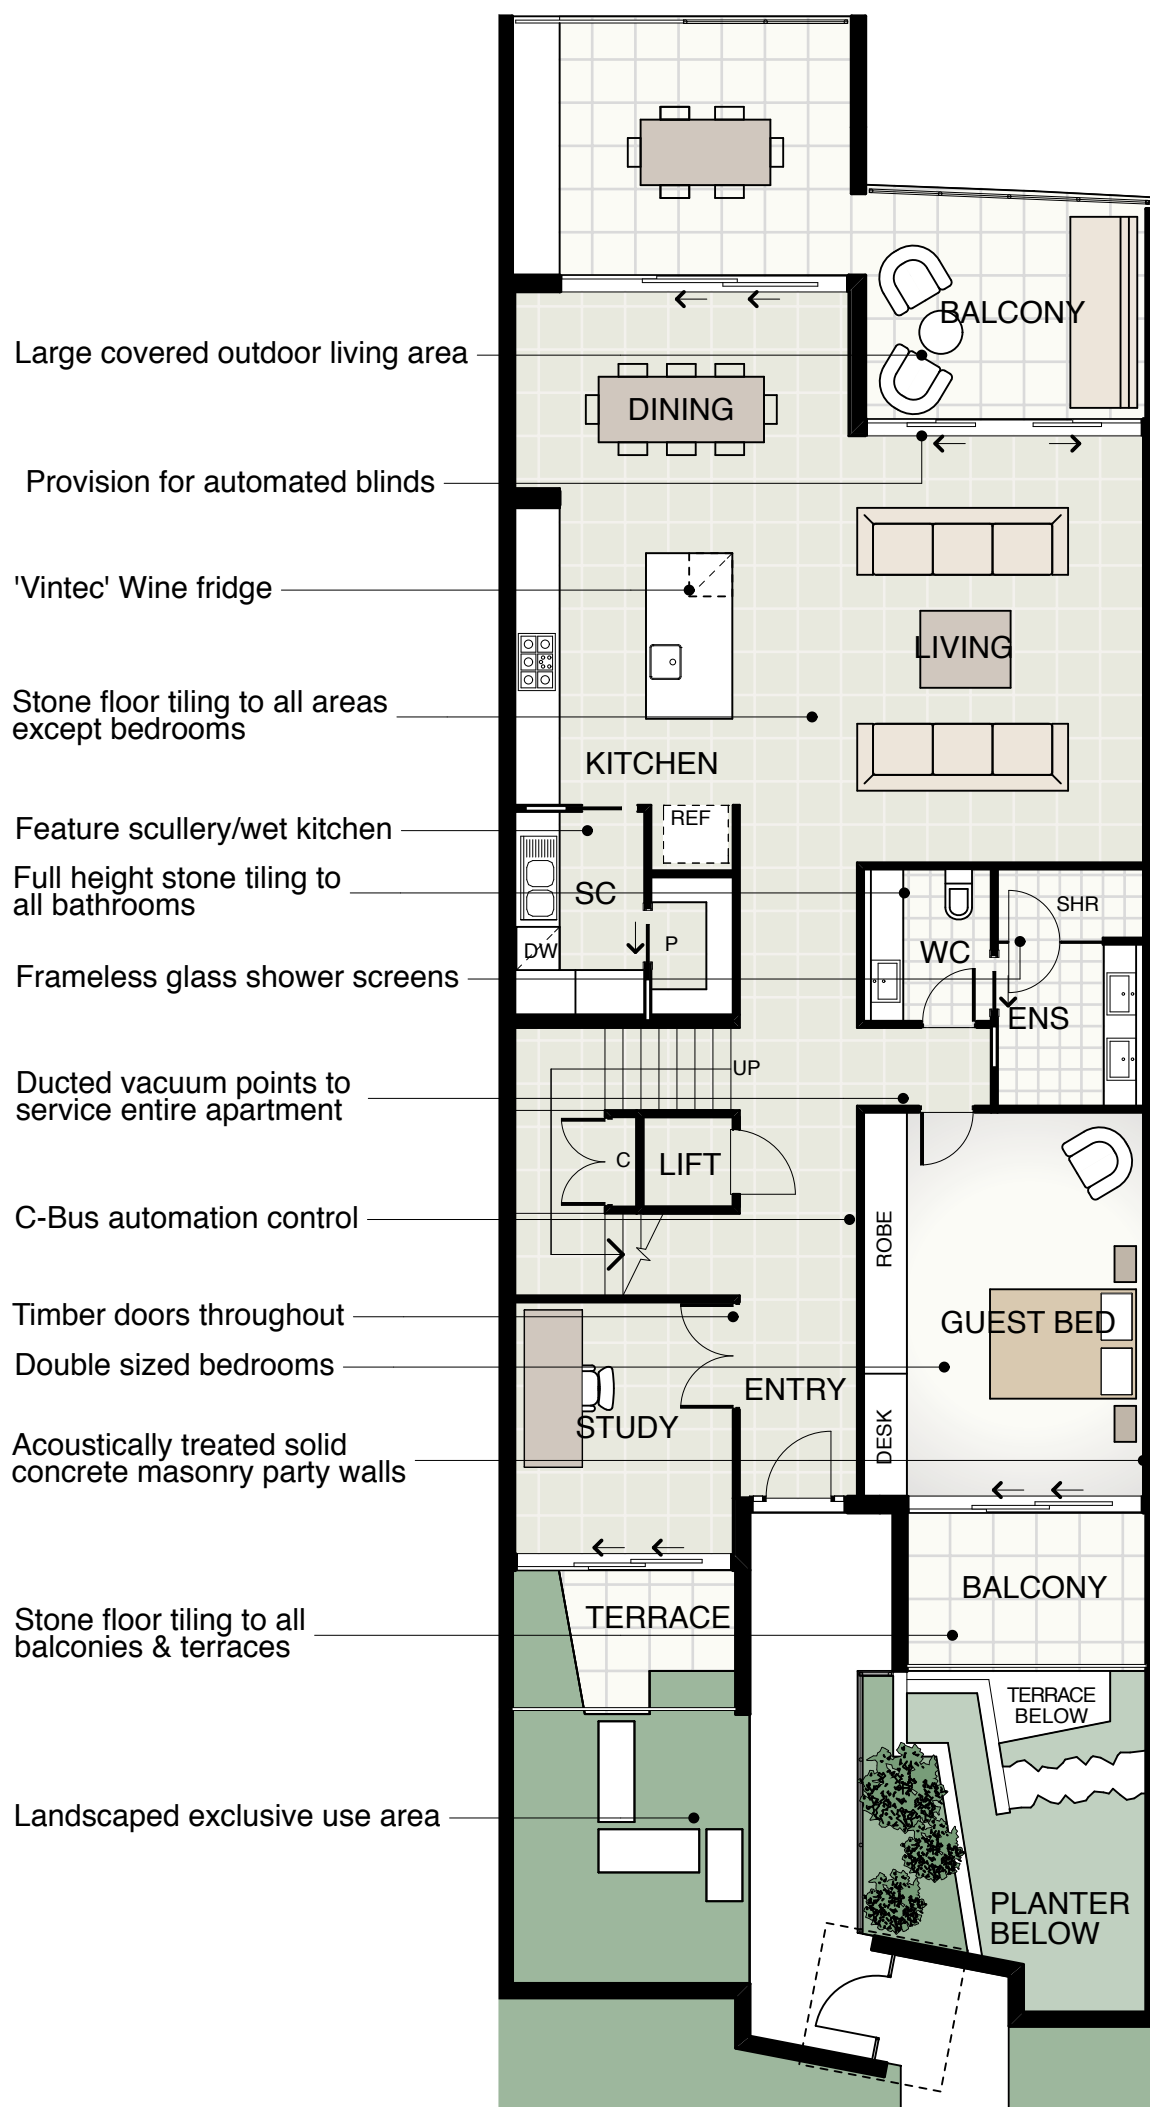 BALCONY
Large covered outdoor living area
DINING
Provision for automated blinds
'Vintec' Wine fridge
LIVING
Stone floor tiling to all areas
except bedrooms
KITCHEN
REF
Feature scullery/wet kitchen
Full height stone tiling to
all bathrooms
SC
SHR
P
DW
WC
Frameless glass shower screens
ENS
UP
Ducted vacuum points to
service entire apartment
C
LIFT
C-Bus automation control
ROBE
Timber doors throughout
GUEST BED
Double sized bedrooms
ENTRY
STUDY
DESK
Acoustically treated solid
concrete masonry party walls
BALCONY
TERRACE
Stone floor tiling to all
balconies & terraces
TERRACE
BELOW
Landscaped exclusive use area
PLANTER
BELOW